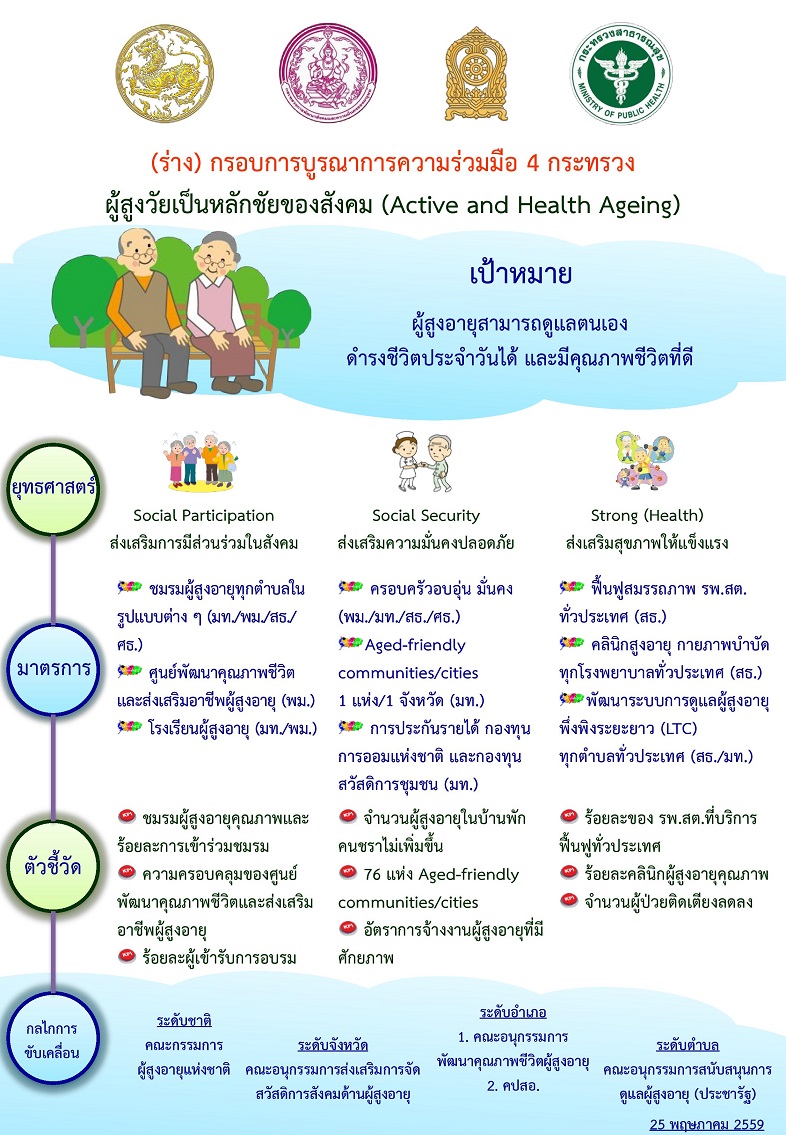 กระทรวงสาธารณสุข
MINISTRY OF PUBLIC HEALTH
(ร่าง) กรอบการบูรณาการความร่วมมือ 4 กระทรวง
ผู้สูงวัยเป็นหลักชัยของสังคม (Active and Health Ageing)
เป้าหมาย
ผู้สูงอายุสามารถดูแลตนเอง
ดำรงชีวิตประจำวันได้ และมีคุณภาพชีวิตที่ดี
ยุทธศาสตร์
Social Participation
ส่งเสริมการมีส่วนร่วมในสังคม
Social Security
ส่งเสริมความมั่นคงปลอดภัย
Strong (Health)
ส่งเสริมสุขภาพให้แข็งแรง
มาตรการ
ชมรมผู้สูงอายุทุกตำบลใน
รูปแบบต่าง ๆ (มท./พม./สธ./
ศธ.)
ศูนย์พัฒนาคุณภาพชีวิต
และส่งเสริมอาชีพผู้สูงอายุ (พม.)
โรงเรียนผู้สูงอายุ (มท./พม.)
ครอบครัวอบอุ่น มั่นคง
(พม./มท./สธ./ศธ.)
Aged-friendly
communities/cities
1 แห่ง/1 จังหวัด (มท.)
การประกันรายได้ กองทุน
การออมแห่งชาติ และกองทุน
สวัสดิการชุมชน (มท.)
ฟื้นฟูสมรรถภาพ รพ.สต.
ทั่วประเทศ (สธ.)
คลินิกสูงอายุ กายภาพบำบัด
ทุกโรงพยาบาลทั่วประเทศ (สธ.)
พัฒนาระบบการดูแลผู้สูงอายุ
พึ่งพิงระยะยาว (LTC)
ทุกตำบลทั่วประเทศ (สธ./มท.)
ตัวชี้วัด
ชมรมผู้สูงอายุคุณภาพและ
ร้อยละการเข้าร่วมชมรม
ความครอบคลุมของศูนย์
พัฒนาคุณภาพชีวิตและส่งเสริม
อาชีพผู้สูงอายุ
ร้อยละผู้เข้ารับการอบรม
จำนวนผู้สูงอายุในบ้านพัก
คนชราไม่เพิ่มขึ้น
76 แห่ง Aged-friendly
communities/cities
อัตราการจ้างงานผู้สูงอายุที่มี
ศักยภาพ
ร้อยละของ รพ.สต.ที่บริการ
ฟื้นฟูทั่วประเทศ
ร้อยละคลินิกผู้สูงอายุคุณภาพ
จำนวนผู้ป่วยติดเตียงลดลง
กลไกการ
ขับเคลื่อน
ระดับชาติ
คณะกรรมการ
ผู้สูงอายุแห่งชาติ
ระดับจังหวัด
คณะอนุกรรมการส่งเสริมการจัด
สวัสดิการสังคมด้านผู้สูงอายุ
ระดับอำเภอ
1. คณะอนุกรรมการ
พัฒนาคุณภาพชีวิตผู้สูงอายุ
2. คปสอ.
ระดับตำบล
คณะอนุกรรมการสนับสนุนการ
ดูแลผู้สูงอายุ (ประชารัฐ)
25 พฤษภาคม 2559